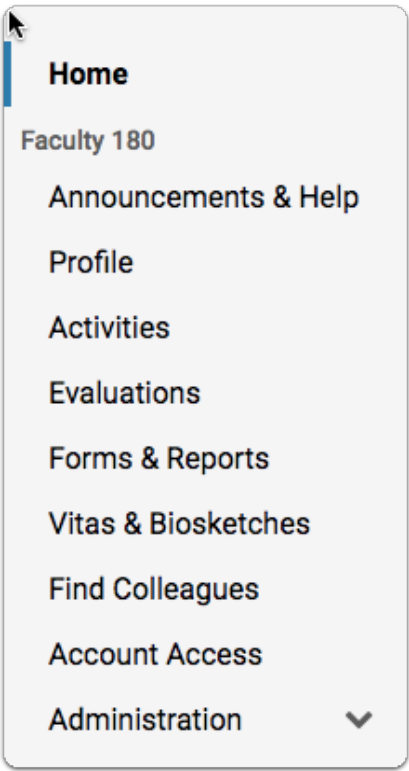 Home
Faculty 180
Announcements & Help
Profile
Activities
Evaluations
Forms & Reports
Vitas & Biosketches
Find Colleagues
Account Access
Administration